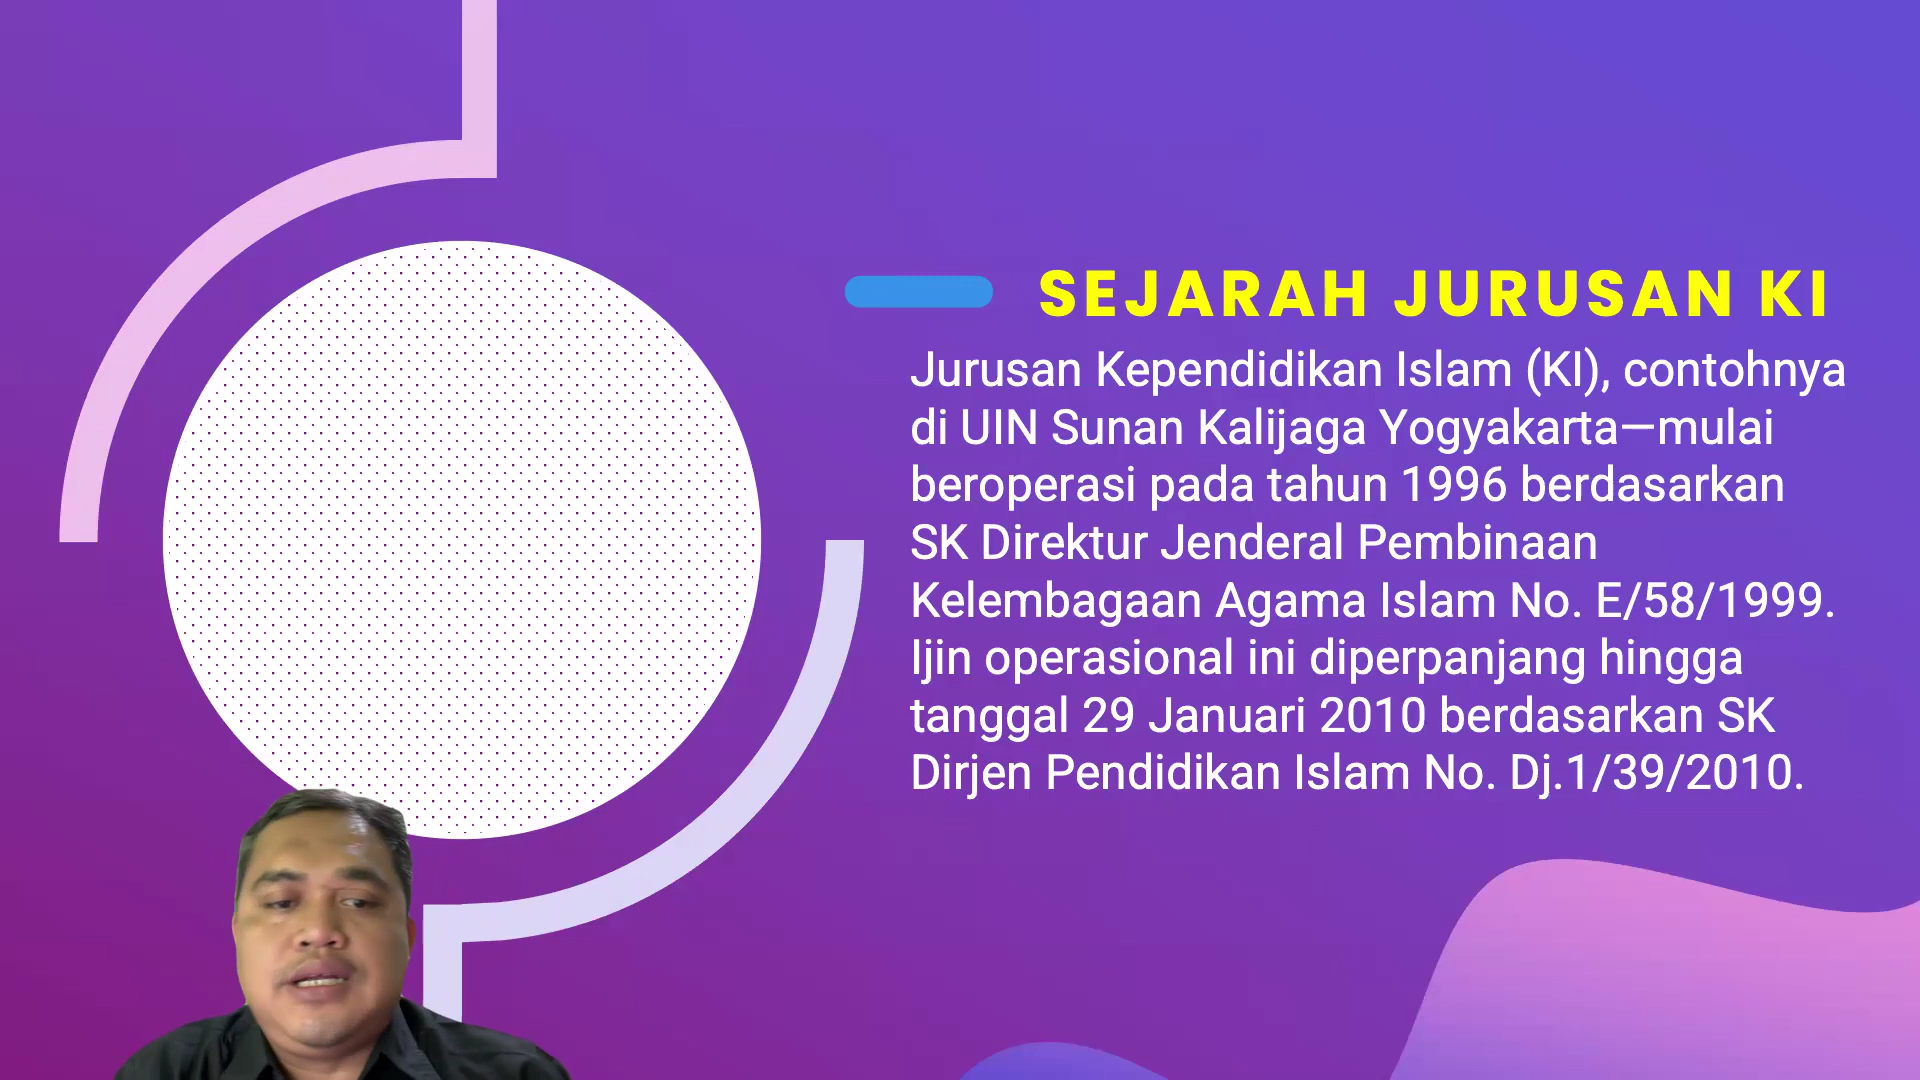 SEJARAH JURUSAN KI
Jurusan Kependidikan Islam (KI), contohnya
di UIN Sunan Kalijaga Yogyakarta—mulai
beroperasi pada tahun 1996 berdasarkan
SK Direktur Jenderal Pembinaan
Kelembagaan Agama Islam No. E/58/1999.
Ijin operasional ini diperpanjang hingga
tanggal 29 Januari 2010 berdasarkan SK
Dirjen Pendidikan Islam No. Dj.1/39/2010.